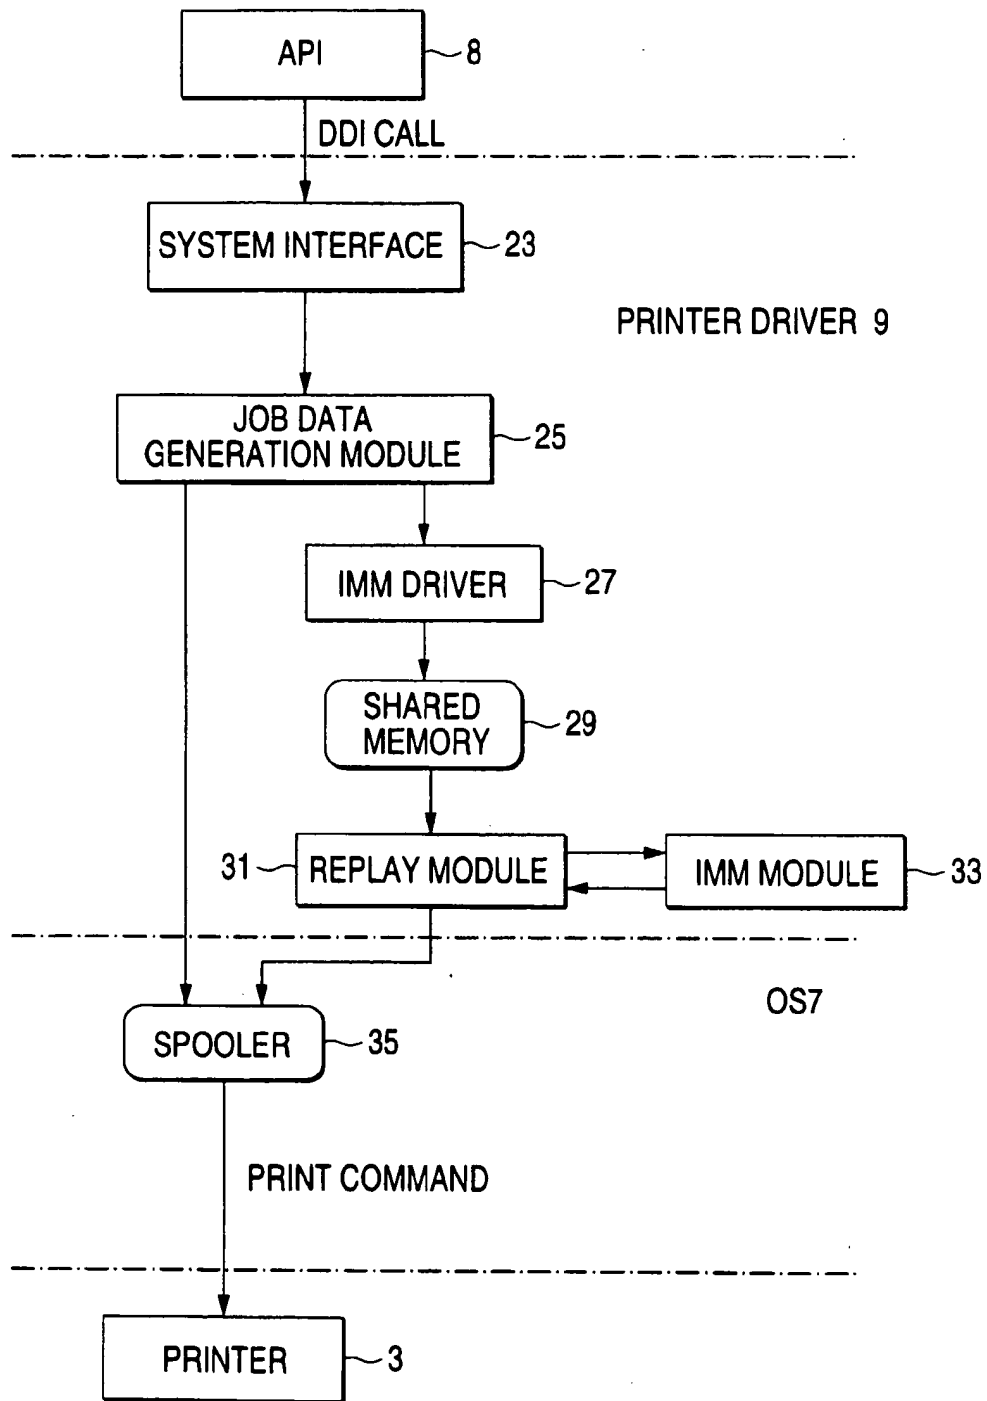 API
8
DDI CALL
SYSTEM INTERFACE
23
PRINTER DRIVER 9
JOB DATA
GENERATION MODULE
25
IMM DRIVER
27
SHARED
MEMORY
29
31
REPLAY MODULE
IMM MODULE
33
OS7
SPOOLER
35
PRINT COMMAND
PRINTER
3